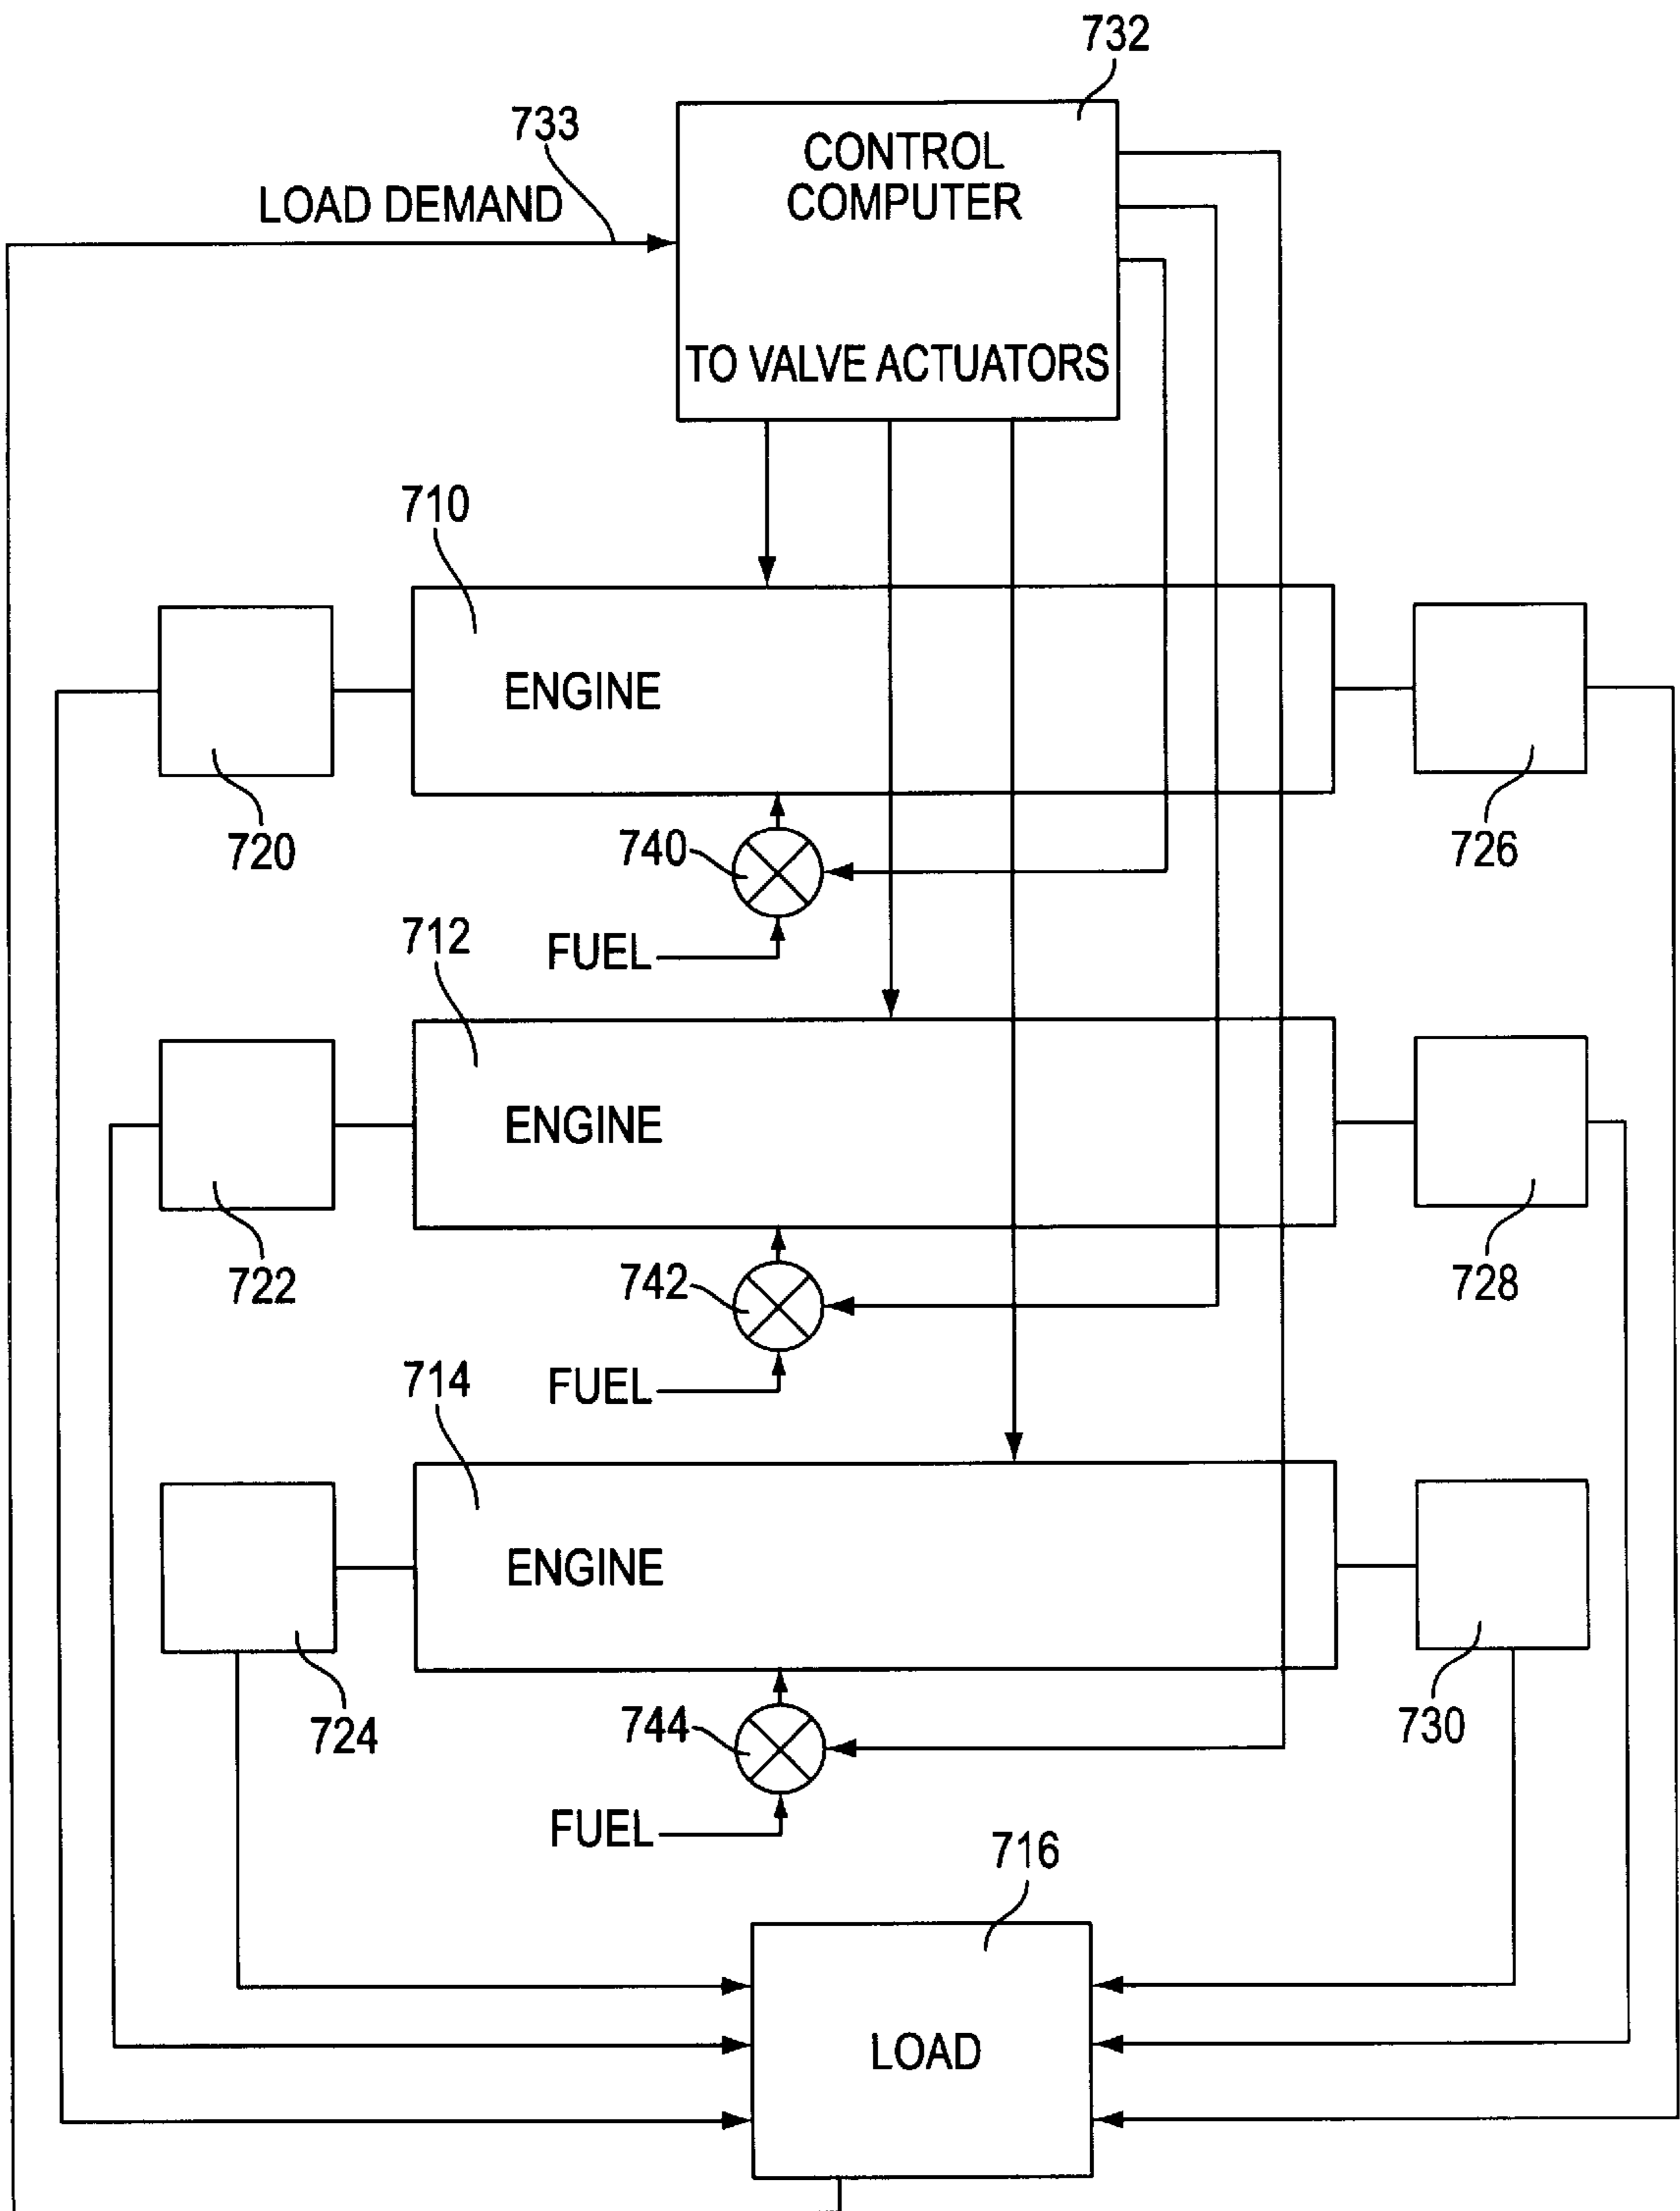 732
733
CONTROL
COMPUTER
LOAD DEMAND
TO VALVE ACTUATORS
710
ENGINE
720
726
740
FUEL
712
ENGINE
722
728
742
FUEL
714
ENGINE
724
730
744
FUEL
716
LOAD